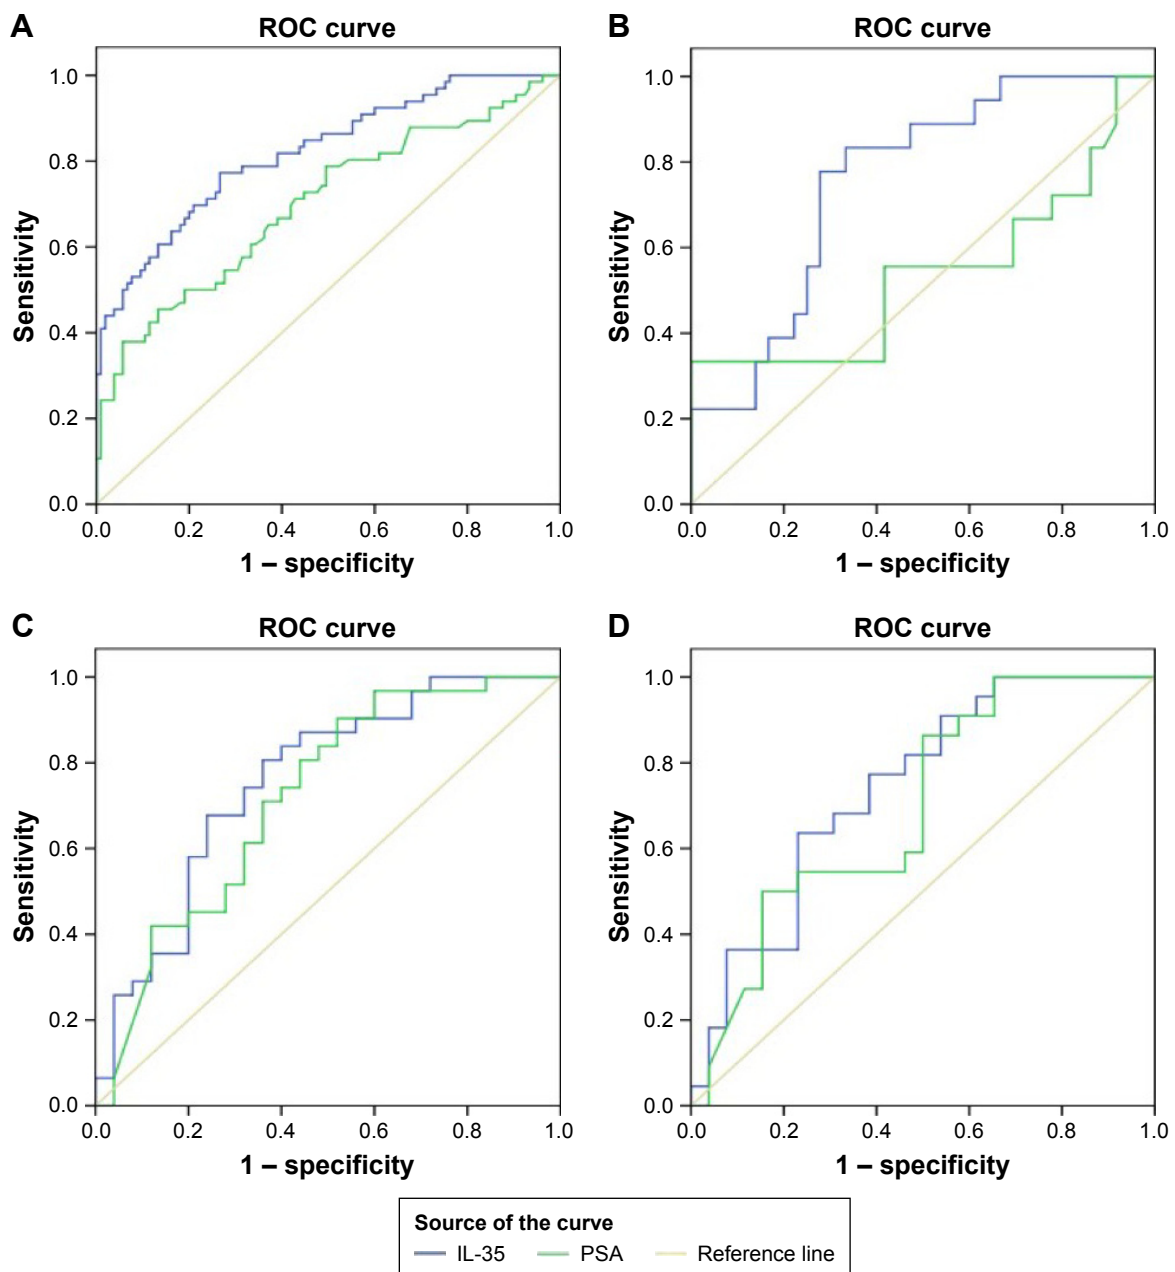 A
ROC curve
1.0
0.8
0.6
0.4
0.2
0.0
Sensitivity
0.0 0.2 0.4 0.6 0.8 1.0
1 – specificity
B
ROC curve
1.0
0.8
0.6
0.4
0.2
0.0
Sensitivity
0.0 0.2 0.4 0.6 0.8 1.0
1 – specificity
C
ROC curve
1.0
0.8
0.6
0.4
0.2
0.0
Sensitivity
0.0 0.2 0.4 0.6 0.8 1.0
1 – specificity
D
ROC curve
1.0
0.8
0.6
0.4
0.2
0.0
Sensitivity
0.0 0.2 0.4 0.6 0.8 1.0
1 – specificity
Source of the curve
IL-35 PSA Reference line